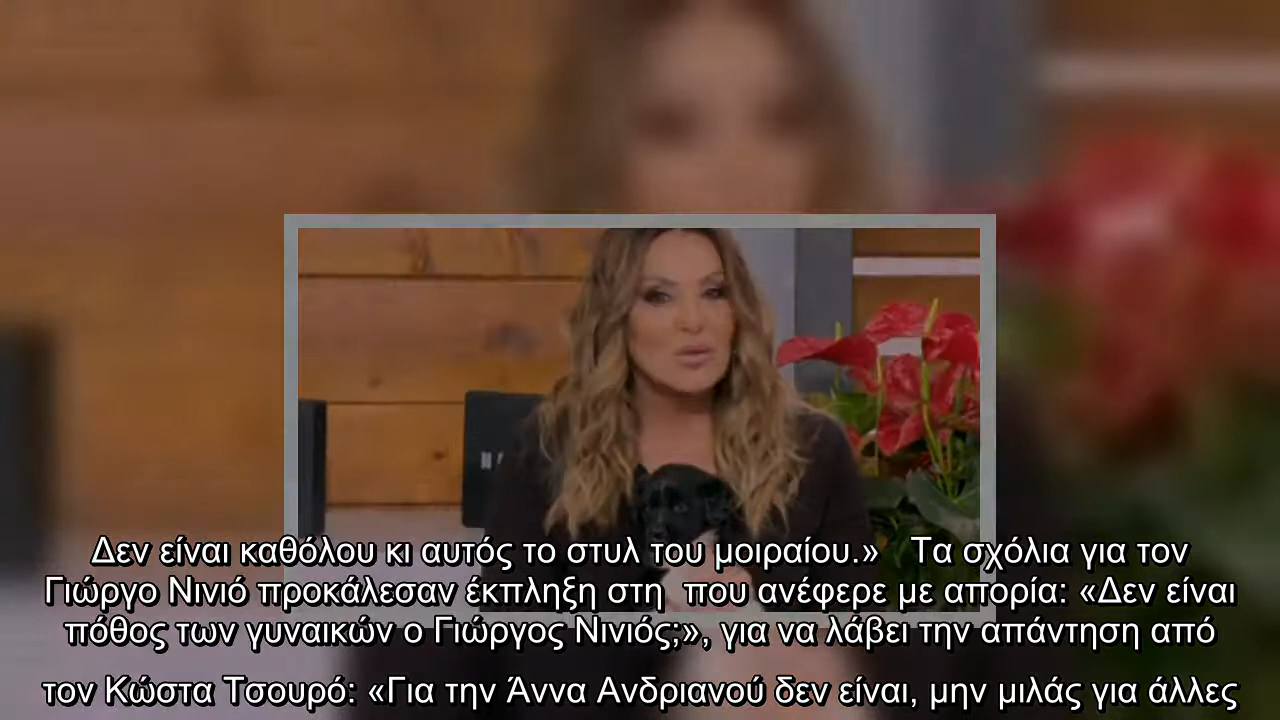 Δεν είναι καθόλου κι αυτός το στυλ του μοιραίου.» Τα σχόλια για τον
Γιώργο Νινιό προκάλεσαν έκπληξη στη που ανέφερε με απορία: «Δεν είναι
πόθος των γυναικών ο Γιώργος Νινιός;», για να λάβει την απάντηση από
τον Κώστα Τσουρό: «Για την Άννα Ανδριανού δεν είναι, μην μιλάς για άλλες